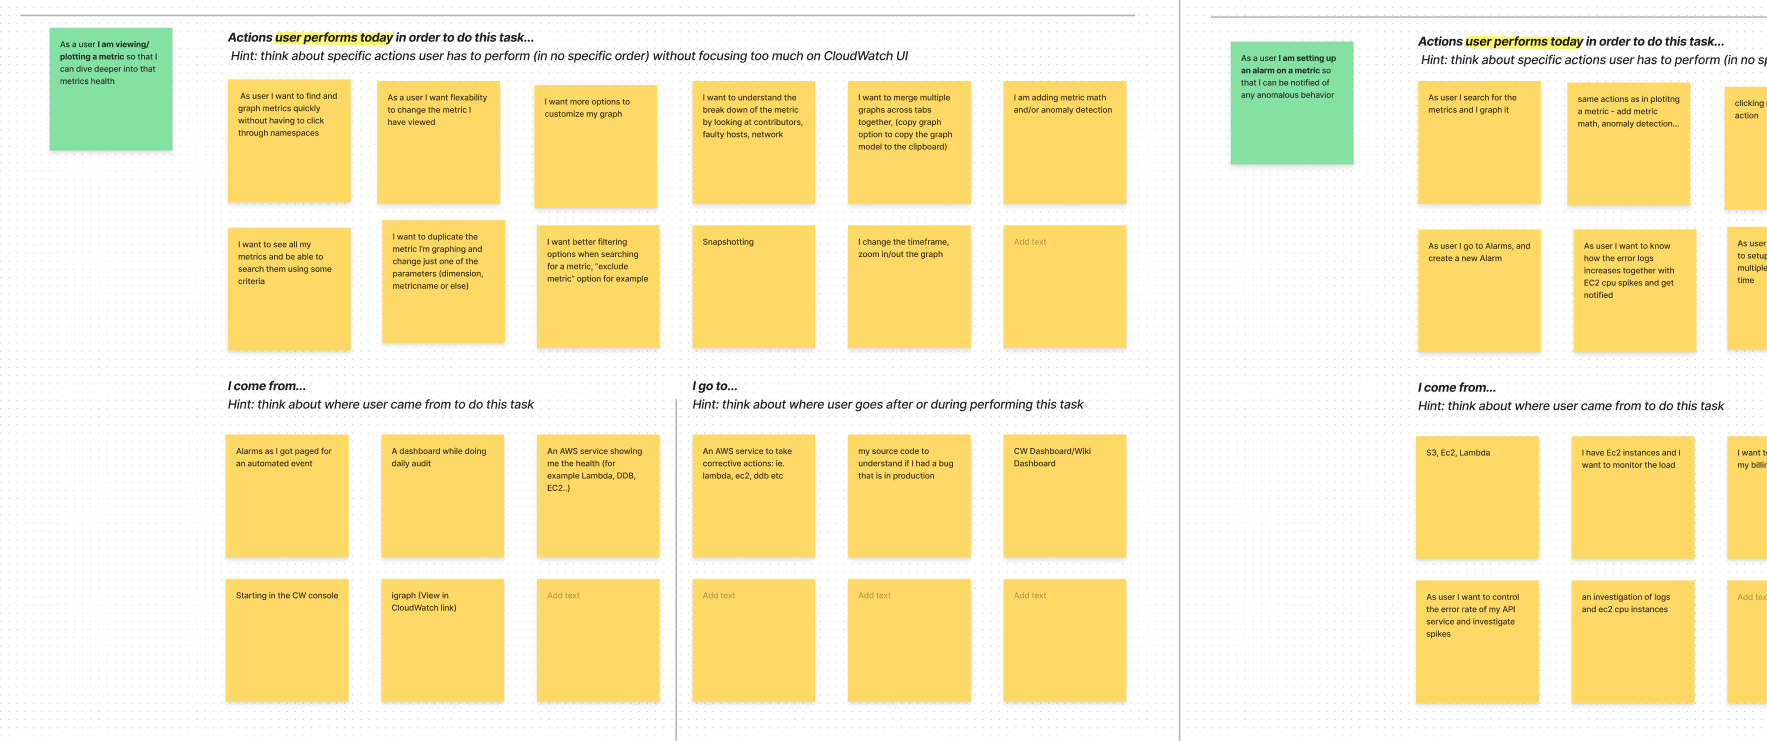 As a user I am viewing/
plotting a metric so that I
can dive deeper into that
metrics health
Actions user performs today in order to do this task...
Hint: think about specific actions user has to perform (in no specific order) without focusing too much on CloudWatch UI
As a user I want to find and
graph metrics quickly
without having to click
through namespaces
As a user I want flexability
to change the metric I
have viewed
I want more options to
customize my graph
I want to understand the
break down of the metric
by looking at contributors,
faulty hosts, network
I want to merge multiple
graphs across tabs
together, (copy graph
option to copy the graph
model to the clipboard)
I am adding metric math
and/or anomaly detection
I want to see all my
metrics and be able to
search them using some
criteria
I want to duplicate the
metric I'm graphing and
change just one of the
parameters (dimension,
metricname or else)
I want better filtering
options when searching
for a metric, "exclude
metric" option for example
Snapshotting
I change the timeframe,
zoom in/out the graph
Add text
I come from...
Hint: think about where user came from to do this task
Alarms as I got paged for
an automated event
A dashboard while doing
daily audit
An AWS service showing
me the health (for
example Lambda, DDB,
EC2..)
Starting in the CW console
igraph (View in
CloudWatch link)
Add text
I go to...
Hint: think about where user goes after or during performing this task
An AWS service to take
corrective actions: ie.
lambda, ec2, ddb etc
my source code to
understand if I had a bug
that is in production
CW Dashboard/Wiki
Dashboard
Add text
Add text
Add text
As a user I am setting up
an alarm on a metric so
that I can be notified of
any anomalous behavior
Actions user performs today in order to do this task...
Hint: think about specific actions user has to perform (in no
As user I search for the
metrics and I graph it
same actions as in plotitng
a metric - add metric
math, anomaly detection...
clicking
action
As user I go to Alarms, and
create a new Alarm
As user I want to know
how the error logs
increases together with
EC2 cpu spikes and get
notified
As user
to setup
multiple
time
I come from...
Hint: think about where user came from to do this task
S3, Ec2, Lambda
I have Ec2 instances and I
want to monitor the load
I want
my
As user I want to control
the error rate of my API
service and investigate
spikes
an investigation of logs
and ec2 cpu instances
Add